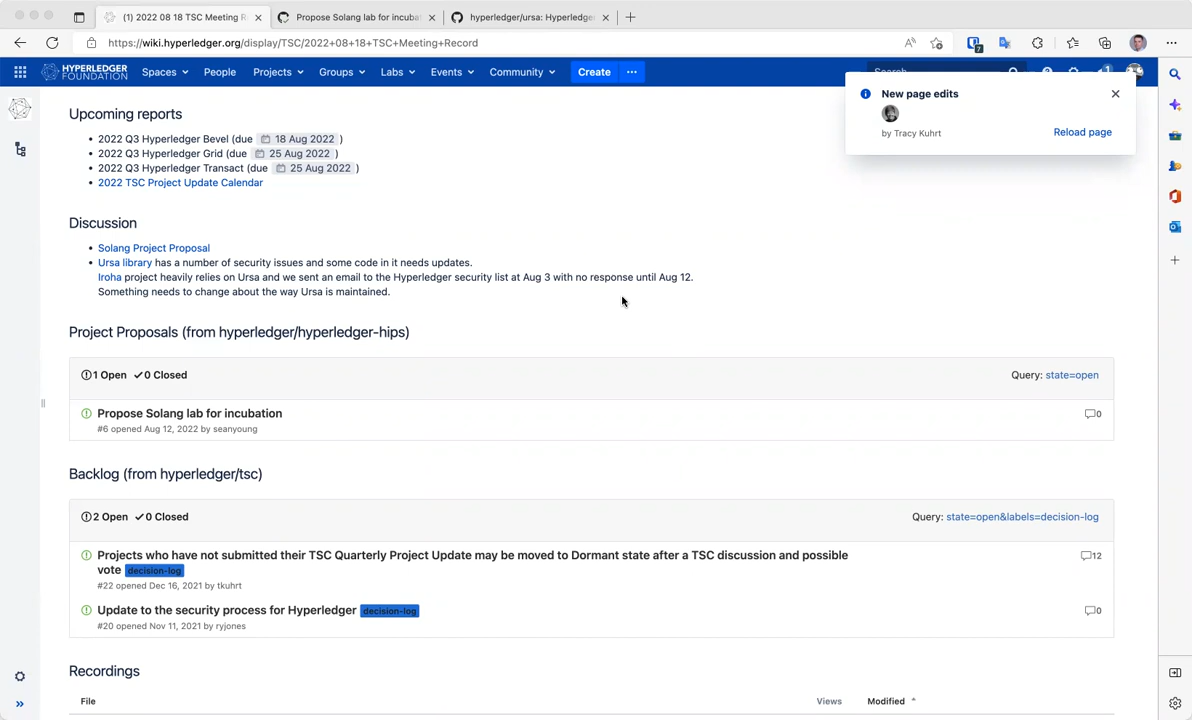 (1) 2022 08 18 TSC Meeting R
Propose Solang lab for incuba
hyperledger/ursa: Hyperledge
https://wiki.hyperledger.org/display/TSC/2022+08+18+TSC+Meeting+Record
HYPERLEDGER
FOUNDATION
Spaces
People
Projects
Groups
Labs
Events
Community
Create
Search
1
7
New page edits
by Tracy Kuhrt
Reload page
Upcoming reports
2022 Q3 Hyperledger Bevel (due 18 Aug 2022 )
2022 Q3 Hyperledger Grid (due 25 Aug 2022 )
2022 Q3 Hyperledger Transact (due 25 Aug 2022 )
2022 TSC Project Update Calendar
Discussion
Solang Project Proposal
Ursa library has a number of security issues and some code in it needs updates.
Iroha project heavily relies on Ursa and we sent an email to the Hyperledger security list at Aug 3 with no response until Aug 12.
Something needs to change about the way Ursa is maintained.
Project Proposals (from hyperledger/hyperledger-hips)
1 Open ✓0 Closed
Query: state=open
Propose Solang lab for incubation
0
#6 opened Aug 12, 2022 by seanyoung
Backlog (from hyperledger/tsc)
2 Open ✓0 Closed
Query: state=open&labels=decision-log
Projects who have not submitted their TSC Quarterly Project Update may be moved to Dormant state after a TSC discussion and possible
12
vote decision-log
#22 opened Dec 16, 2021 by tkuhrt
Update to the security process for Hyperledger decision-log
0
#20 opened Nov 11, 2021 by ryjones
Recordings
File
Views
Modified